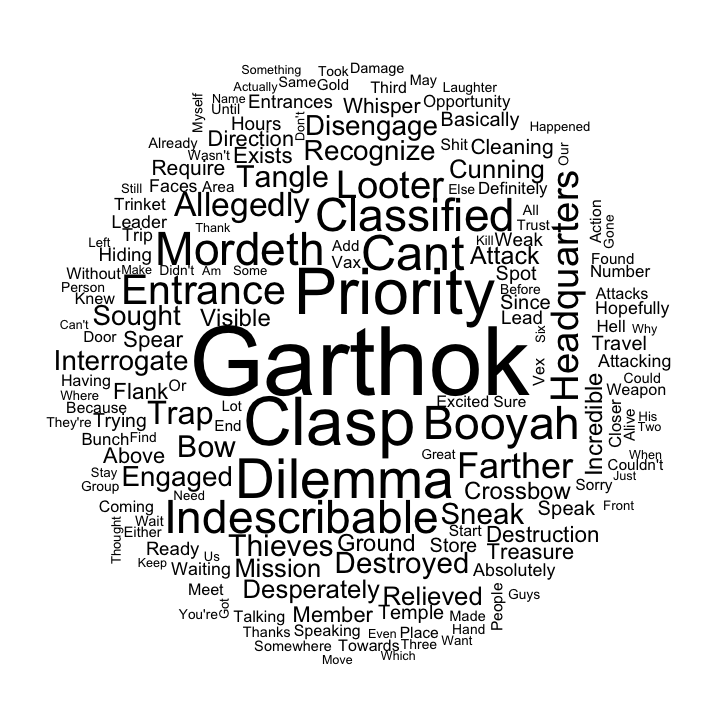 Something
Took
Damage
Actually
Same
Gold
Third
May
Laughter
Myself
Name
Until
Entrances
Whisper
Opportunity
Hours
Don't
Disengage
Basically
Happened
Already
Direction
Wasn't
Exists
Recognize
Shit
Cleaning
Our
Require
Tangle
Cunning
Still
Faces
Area
Looter
Else
Definitely
Trinket
Allegedly
Classified
All
Headquarters
Action
Leader
Thank
Trust
Gone
Trip
Left
Mordeth
Add
Cant
Kill
Weak
Hiding
Vax
Attack
Found
Without
Make
Didn't
Am
Some
Spot
Number
Person
Entrance
Priority
Before
Attacks
Knew
Since
Hopefully
Sought
Visible
Lead
Can't
Six
Hell
Why
Door
Spear
Garthok
Travel
Interrogate
Vex
Attacking
Having
Flank
Or
Incredible
Could
Where
Weapon
Because
Trap
Lot
Clasp
Excited
Sure
Closer
Alive
His
They're
Trying
End
Booyah
Two
Bunch
Find
Bow
Above
Great
When
Stay
Engaged
Dilemma
Farther
Couldn't
Just
Group
Need
Crossbow
Sorry
Coming
Indescribable
Sneak
Speak
Front
Thought
Wait
Either
Start
Destruction
Ready
Us
Thieves
Ground
Store
Treasure
Keep
Waiting
Mission
Destroyed
Absolutely
Meet
Desperately
Relieved
People
Guys
You're
Got
Talking
Member
Temple
Made
Thanks
Speaking
Even
Place
Hand
Somewhere
Towards
Three
Want
Move
Which